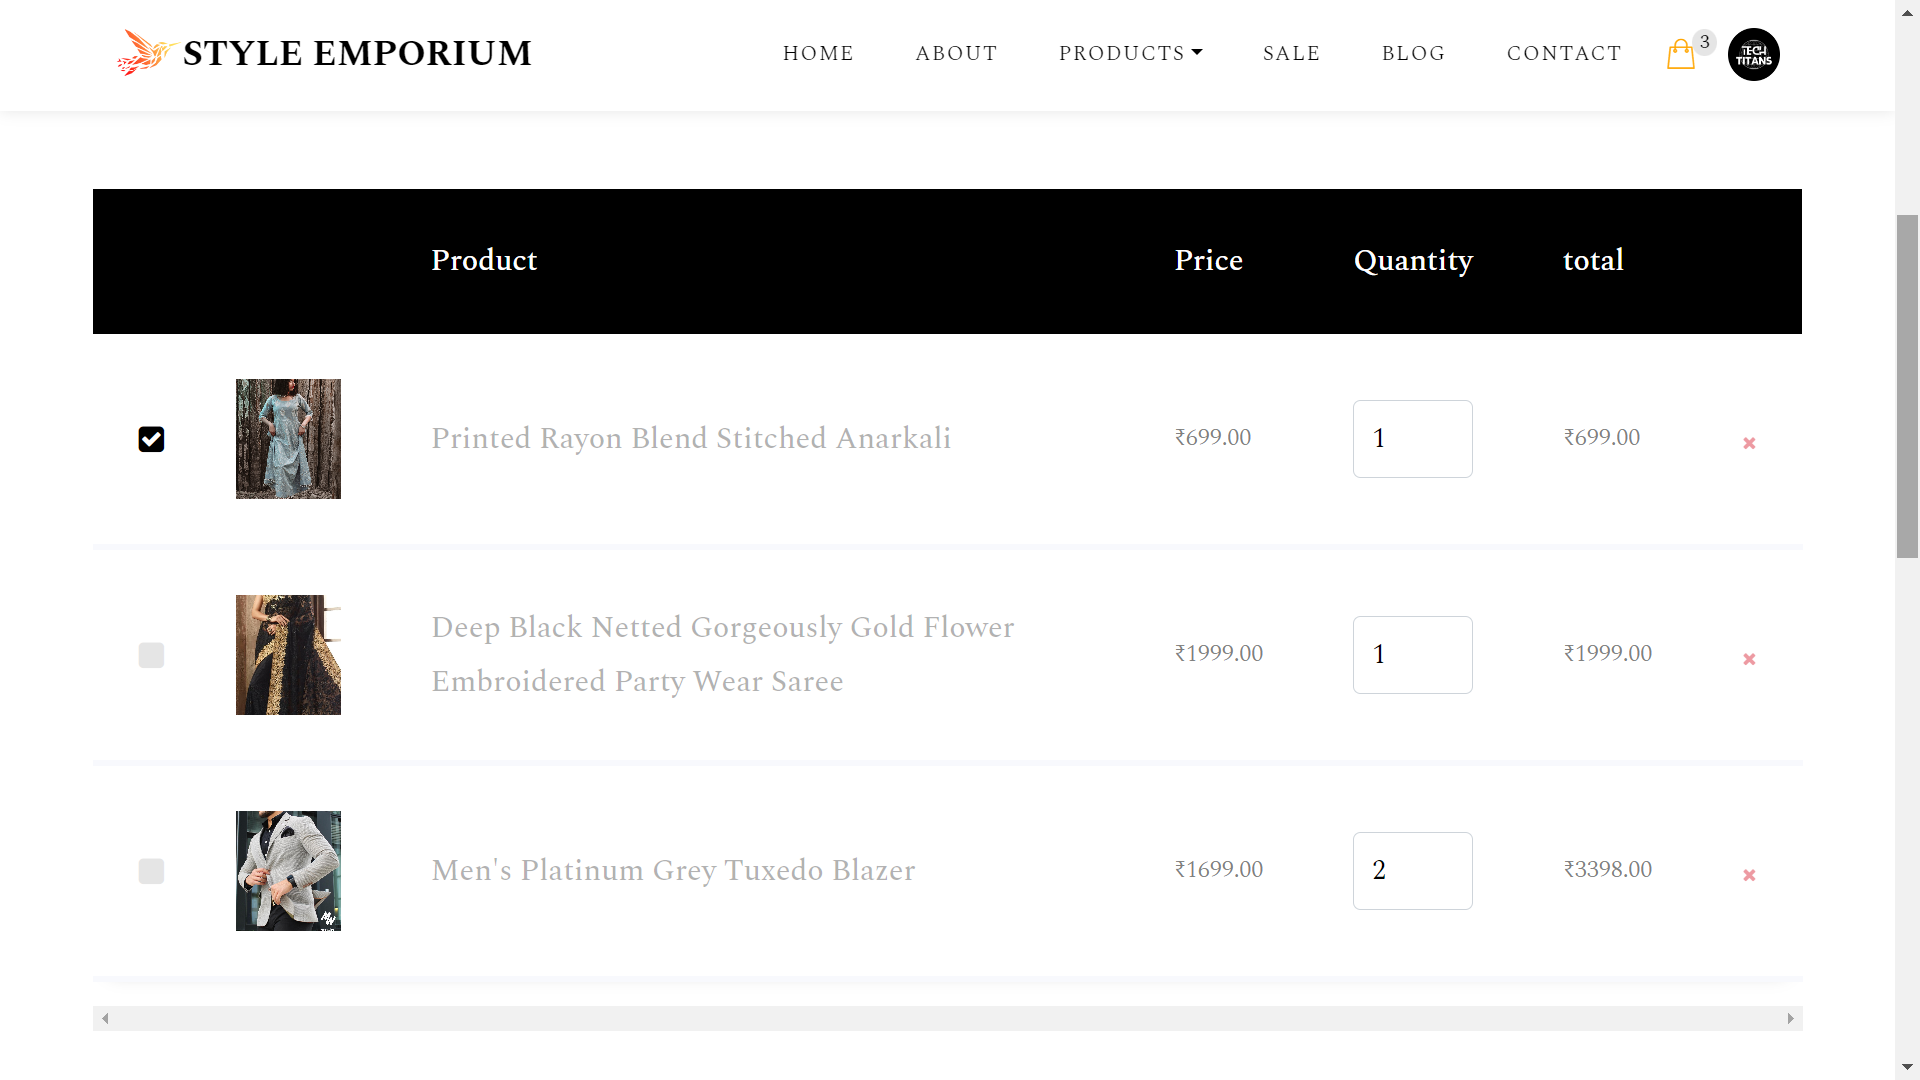 STYLE EMPORIUM
HOME ABOUT PRODUCTS SALE BLOG CONTACT 3 TECH TITANS
Product Price Quantity total
Printed Rayon Blend Stitched Anarkali ₹699.00 1 ₹699.00
Deep Black Netted Gorgeously Gold Flower
Embroidered Party Wear Saree ₹1999.00 1 ₹1999.00
Men's Platinum Grey Tuxedo Blazer ₹1699.00 2 ₹3398.00